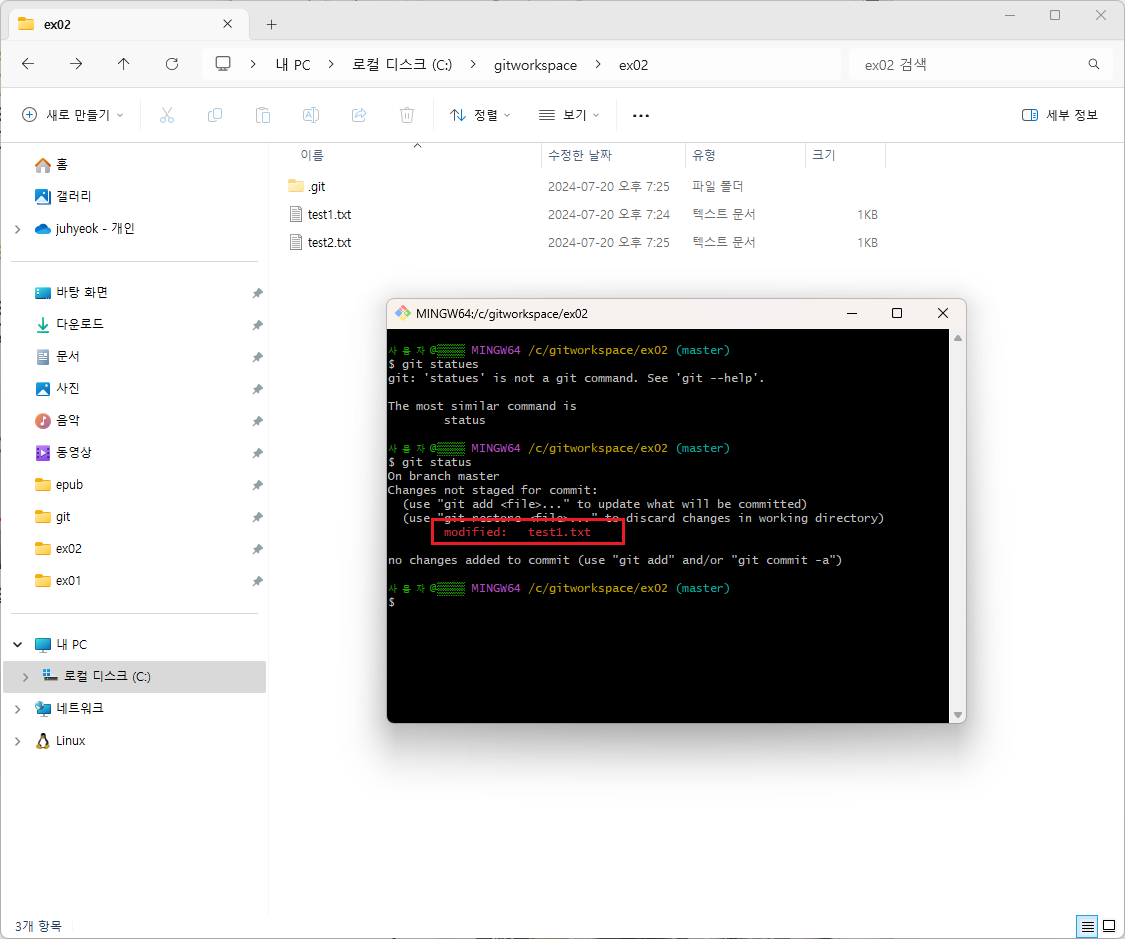 ex02
내 PC > 로컬 디스크 (C:) > gitworkspace > ex02
ex02 검색
새로 만들기
정렬
보기
세부 정보
이름 수정한 날짜 유형 크기
.git 2024-07-20 오후 7:25 파일 폴더
test1.txt 2024-07-20 오후 7:24 텍스트 문서 1KB
test2.txt 2024-07-20 오후 7:25 텍스트 문서 1KB
홈
갤러리
juhyeok - 개인
바탕 화면
다운로드
문서
사진
음악
동영상
epub
git
ex02
ex01
내 PC
로컬 디스크 (C:)
네트워크
Linux
3개 항목
MINGW64:/c/gitworkspace/ex02
사용자@▒▒▒▒ MINGW64 /c/gitworkspace/ex02 (master)
$ git statues
git: 'statues' is not a git command. See 'git --help'.
The most similar command is
status
사용자@▒▒▒▒ MINGW64 /c/gitworkspace/ex02 (master)
$ git status
On branch master
Changes not staged for commit:
(use "git add <file>..." to update what will be committed)
(use "git restore <file>..." to discard changes in working directory)
modified: test1.txt
no changes added to commit (use "git add" and/or "git commit -a")
사용자@▒▒▒▒ MINGW64 /c/gitworkspace/ex02 (master)
$